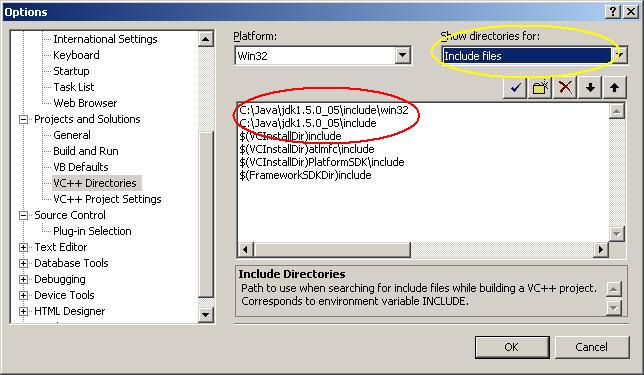 Options
International Settings
Keyboard
Startup
Task List
Web Browser
Projects and Solutions
General
Build and Run
VB Defaults
VC++ Directories
VC++ Project Settings
Source Control
Plug-in Selection
Text Editor
Database Tools
Debugging
Device Tools
HTML Designer
Platform:
Win32
Show directories for:
Include files
C:\Java\jdk1.5.0_05\include\win32
C:\Java\jdk1.5.0_05\include
$(VCInstallDir)include
$(VCInstallDir)atlmfc\include
$(VCInstallDir)PlatformSDK\include
$(FrameworkSDKDir)include
Include Directories
Path to use when searching for include files while building a VC++ project.
Corresponds to environment variable INCLUDE.
OK
Cancel